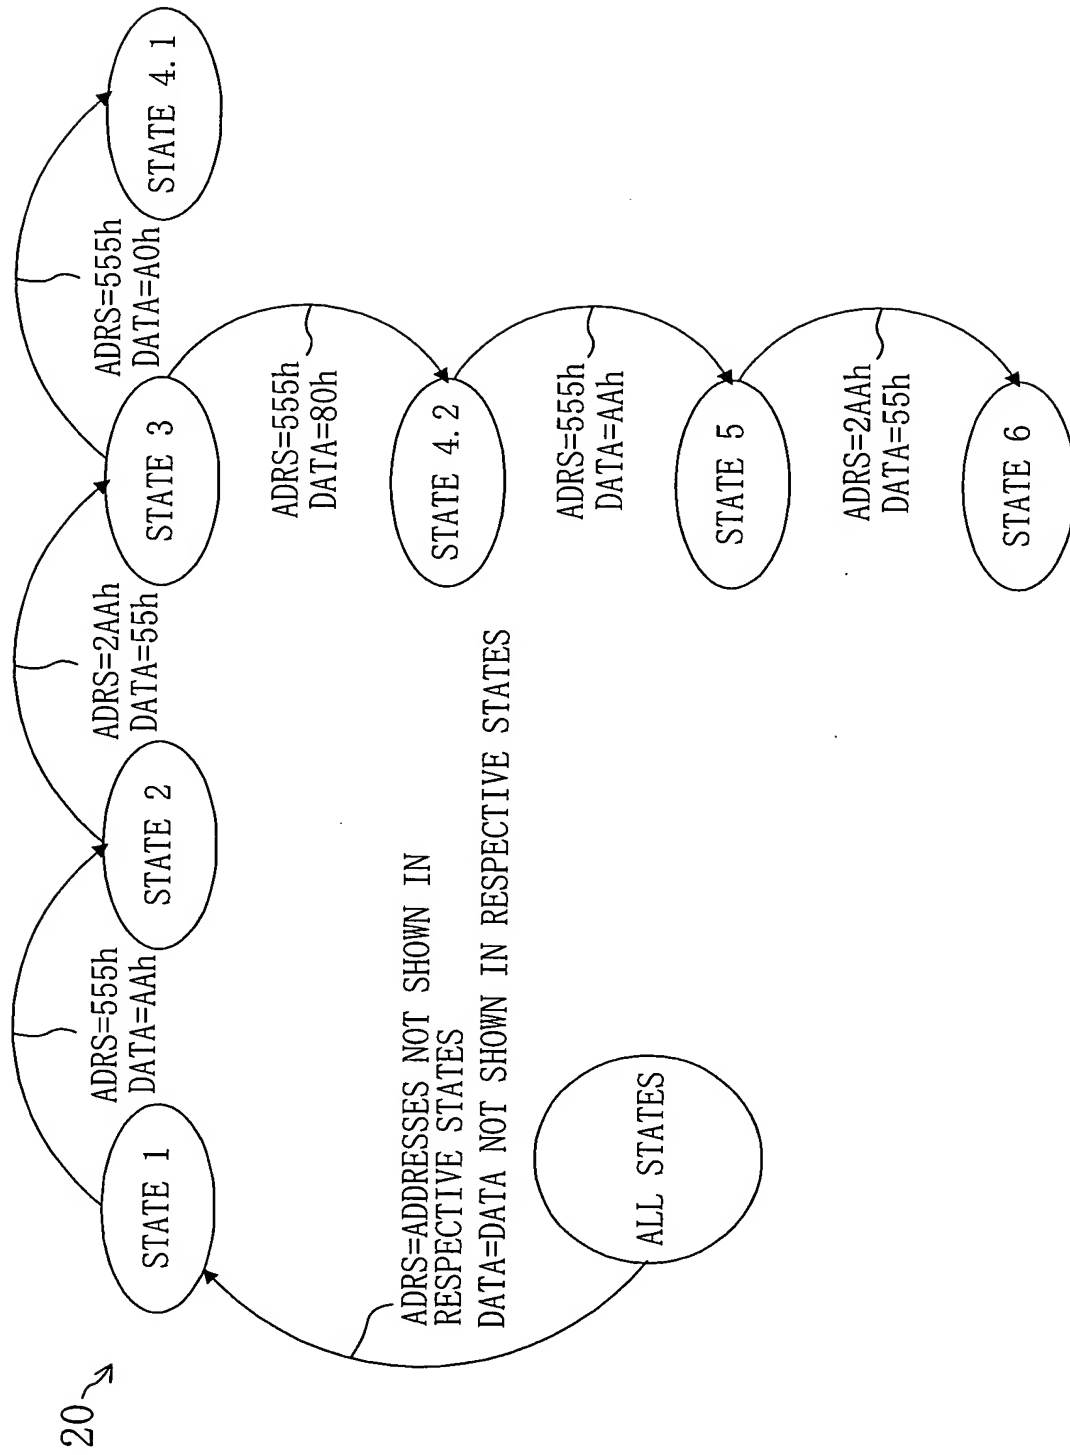 20
STATE 1
ADRS=555h
DATA=AAh
STATE 2
ADRS=2AAh
DATA=55h
STATE 3
ADRS=555h
DATA=A0h
STATE 4.1
ADRS=555h
DATA=80h
STATE 4.2
ADRS=555h
DATA=AAh
STATE 5
ADRS=2AAh
DATA=55h
STATE 6
ADRS=ADDRESSES NOT SHOWN IN
RESPECTIVE STATES
DATA=DATA NOT SHOWN IN RESPECTIVE STATES
ALL STATES